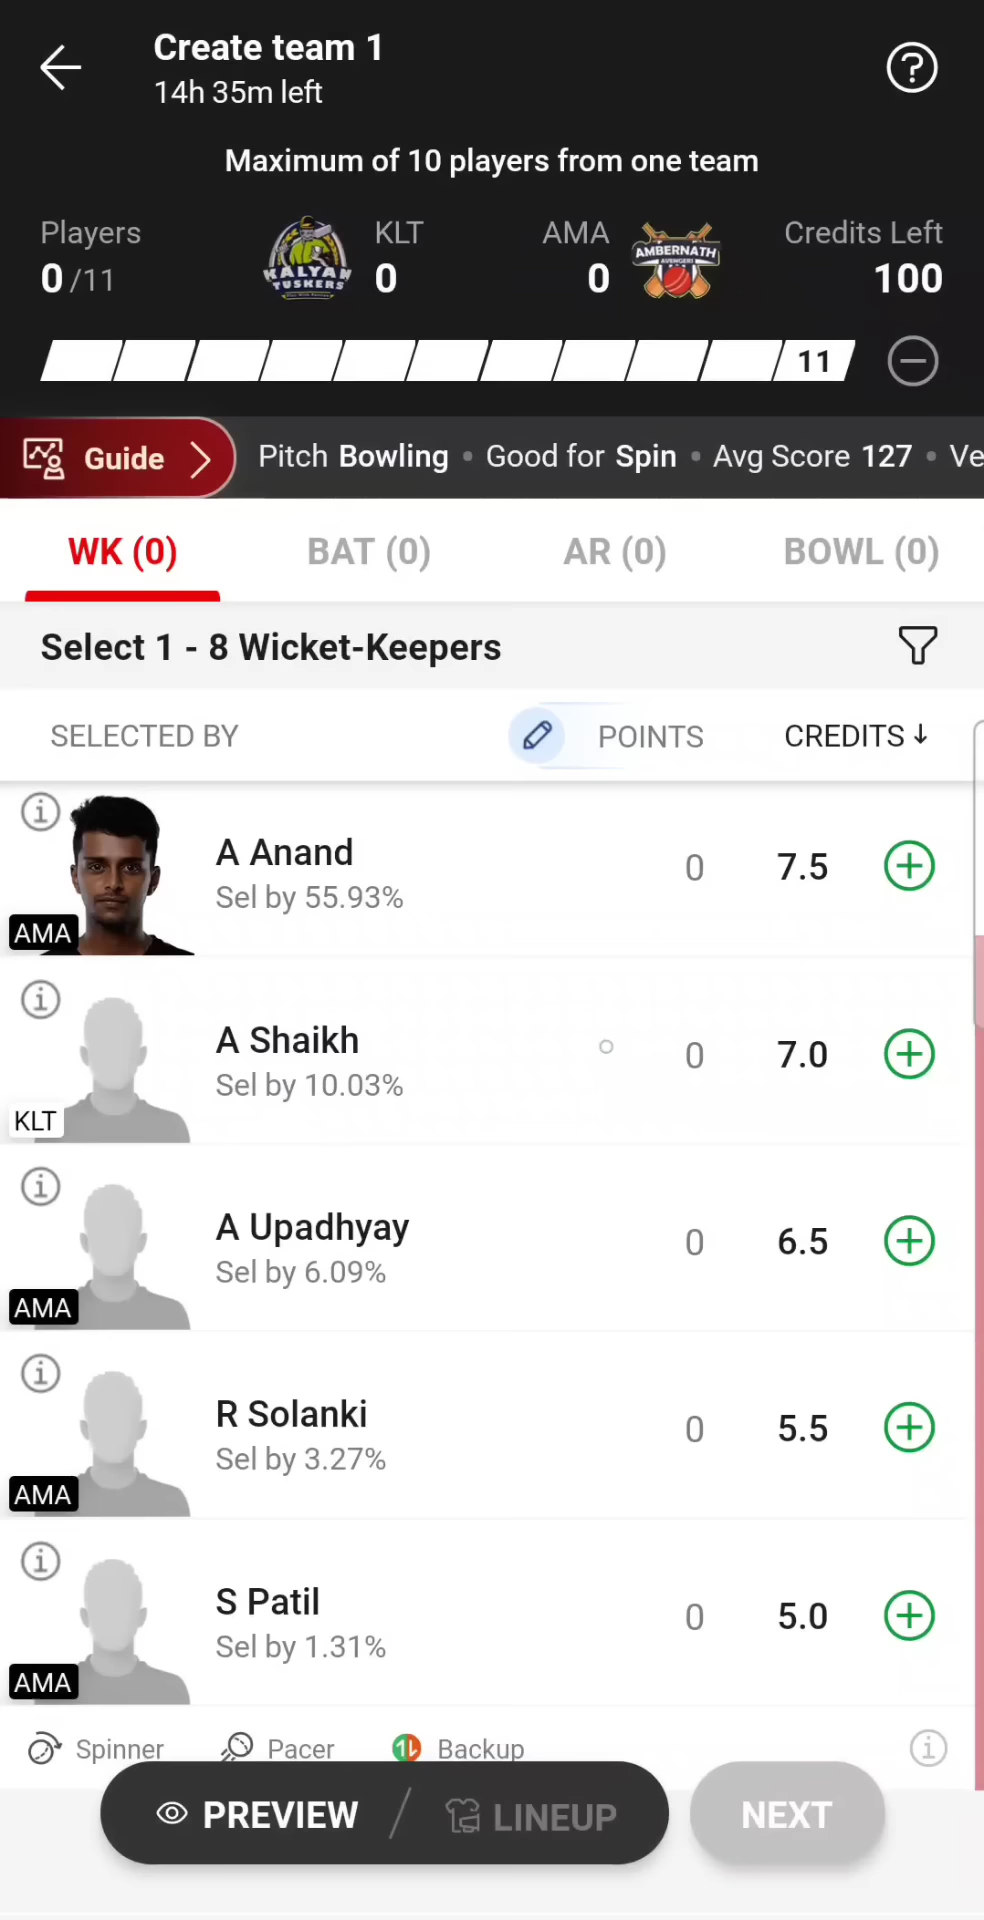 Create team 1
14h 35m left
Maximum of 10 players from one team
Players KLT AMA Credits Left
0/11 0 0 100
KALYAN
TUSKERS
AMBERNATH
AVENGERS
11
Guide Pitch Bowling • Good for Spin • Avg Score 127 • Ve
WK (0) BAT (0) AR (0) BOWL (0)
Select 1 - 8 Wicket-Keepers
SELECTED BY POINTS CREDITS ↓
A Anand 0 7.5
Sel by 55.93%
AMA
A Shaikh 0 7.0
Sel by 10.03%
KLT
A Upadhyay 0 6.5
Sel by 6.09%
AMA
R Solanki 0 5.5
Sel by 3.27%
AMA
S Patil 0 5.0
Sel by 1.31%
AMA
Spinner Pacer Backup
PREVIEW / LINEUP NEXT